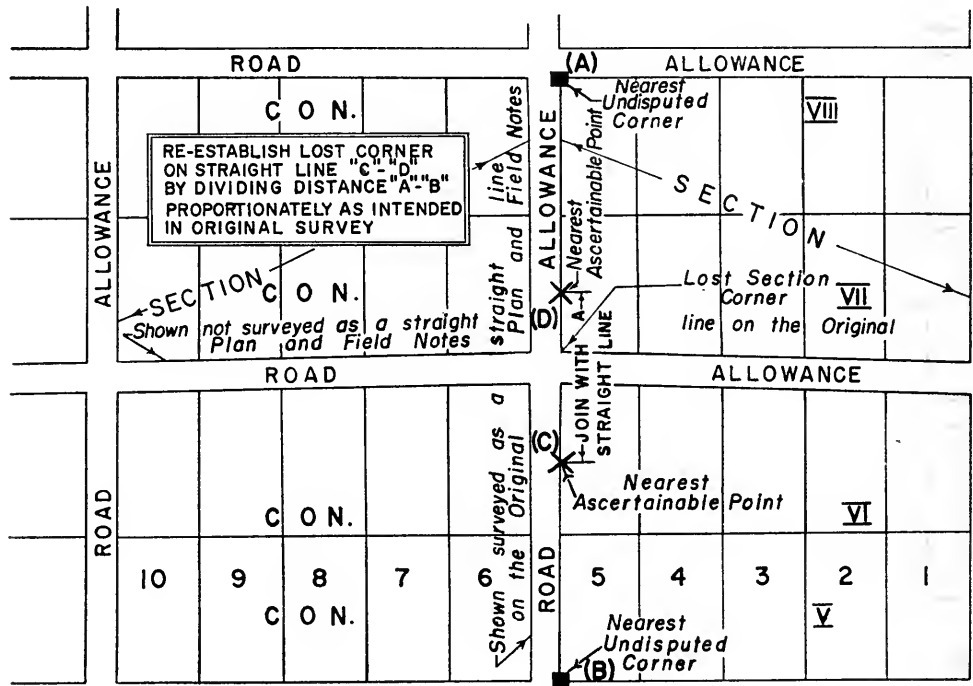 ROAD
(A)
ALLOWANCE
Nearest
Undisputed
Corner
C O N.
VIII
RE-ESTABLISH LOST CORNER
ON STRAIGHT LINE "C"-"D"
BY DIVIDING DISTANCE "A"-"B"
PROPORTIONATELY AS INTENDED
IN ORIGINAL SURVEY
ALLOWANCE
SECTION
C O N.
Shown not surveyed as a straight
Plan and Field Notes
straight line
Plan and Field Notes
ALLOWANCE
Nearest
Ascertainable Point
SECTION
Lost Section
Corner
VII
line on the Original
(D)
A
JOIN WITH
STRAIGHT LINE
ROAD
ALLOWANCE
(C)
Nearest
Ascertainable Point
C O N.
VI
ROAD
10 9 8 7 6
Shown surveyed as a
on the Original
ROAD
5 4 3 2 1
C O N.
V
Nearest
Undisputed
Corner
(B)